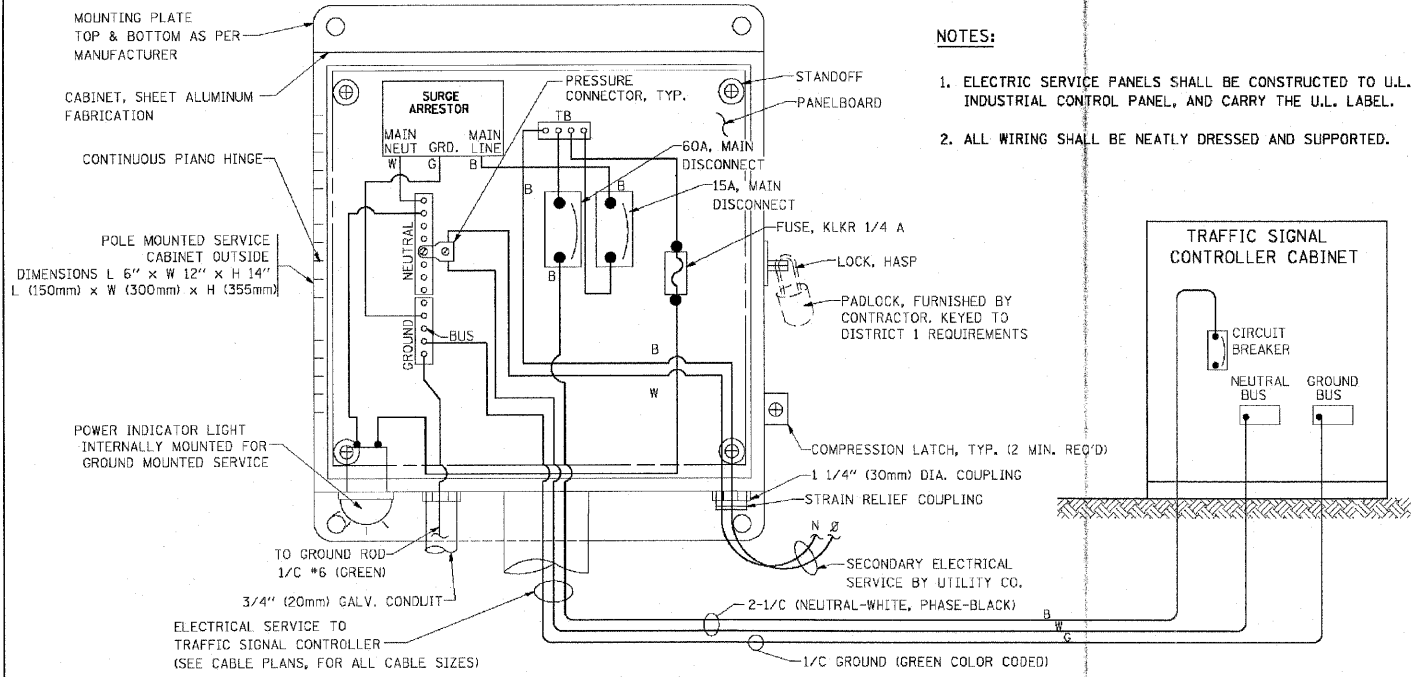 MOUNTING PLATE
TOP & BOTTOM AS PER
MANUFACTURER
CABINET, SHEET ALUMINUM
FABRICATION
CONTINUOUS PIANO HINGE
POLE MOUNTED SERVICE
CABINET OUTSIDE
DIMENSIONS L 6" x W 12" x H 14"
L (150mm) x W (300mm) x H (355mm)
POWER INDICATOR LIGHT
INTERNALLY MOUNTED FOR
GROUND MOUNTED SERVICE
TO GROUND ROD
1/C #6 (GREEN)
3/4" (20mm) GALV. CONDUIT
ELECTRICAL SERVICE TO
TRAFFIC SIGNAL CONTROLLER
(SEE CABLE PLANS, FOR ALL CABLE SIZES)
SURGE
ARRESTOR
MAIN
NEUT
GRD.
MAIN
LINE
W
G
B
PRESSURE
CONNECTOR, TYP.
TB
60A, MAIN
DISCONNECT
B
B
15A, MAIN
DISCONNECT
B
NEUTRAL
GROUND
BUS
FUSE, KLKR 1/4 A
B
W
STANDOFF
PANELBOARD
LOCK, HASP
PADLOCK, FURNISHED BY
CONTRACTOR. KEYED TO
DISTRICT 1 REQUIREMENTS
COMPRESSION LATCH, TYP. (2 MIN. REQ'D)
1 1/4" (30mm) DIA. COUPLING
STRAIN RELIEF COUPLING
N Ø
SECONDARY ELECTRICAL
SERVICE BY UTILITY CO.
2-1/C (NEUTRAL-WHITE, PHASE-BLACK)
B
W
G
1/C GROUND (GREEN COLOR CODED)
NOTES:
1. ELECTRIC SERVICE PANELS SHALL BE CONSTRUCTED TO U.L.
INDUSTRIAL CONTROL PANEL, AND CARRY THE U.L. LABEL.
2. ALL WIRING SHALL BE NEATLY DRESSED AND SUPPORTED.
TRAFFIC SIGNAL
CONTROLLER CABINET
CIRCUIT
BREAKER
NEUTRAL
BUS
GROUND
BUS